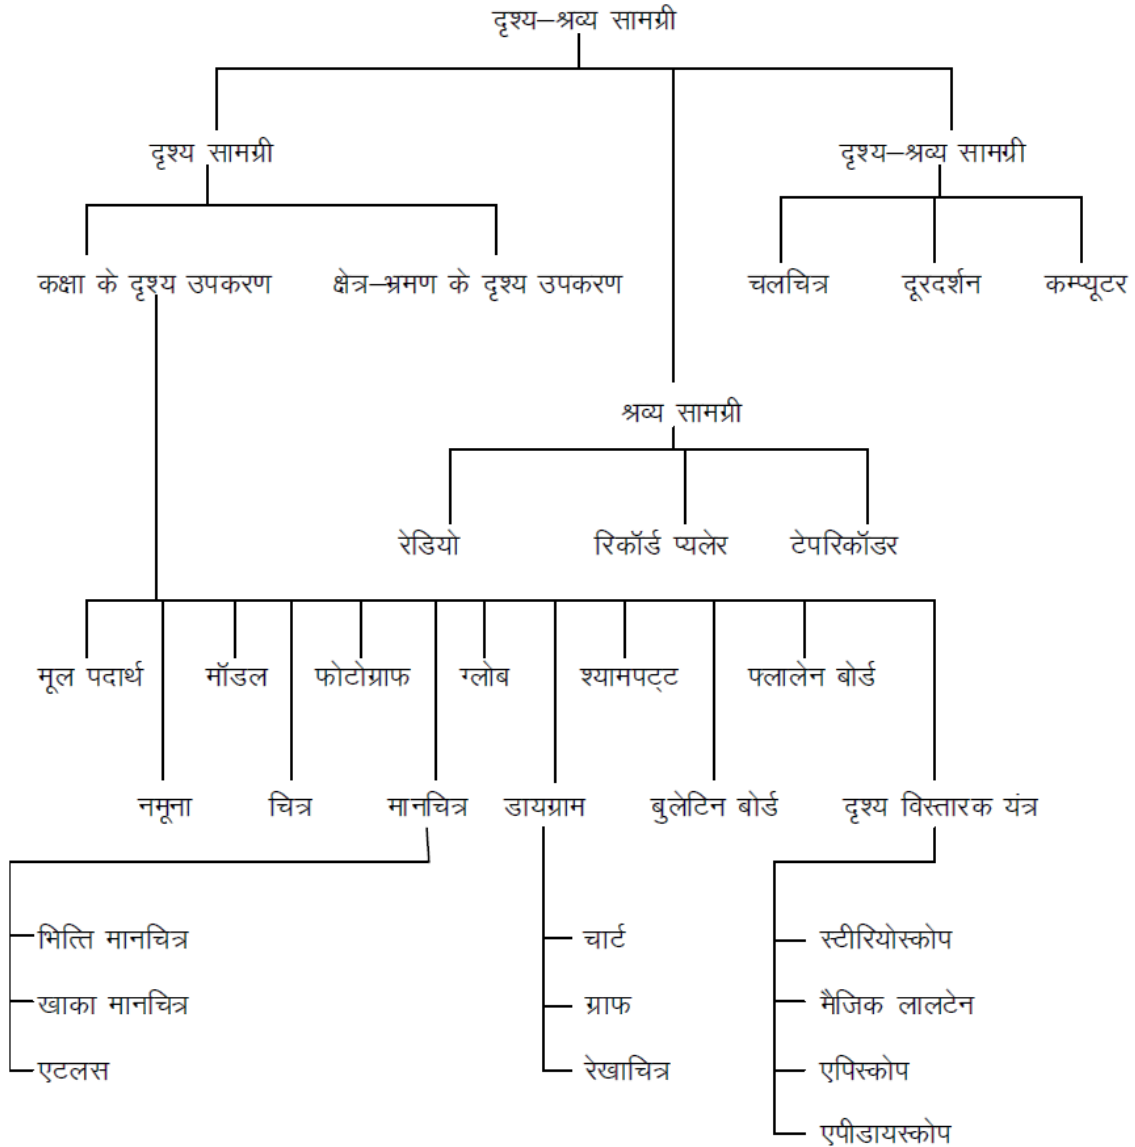 दृश्य–श्रव्य सामग्री
दृश्य सामग्री
दृश्य–श्रव्य सामग्री
कक्षा के दृश्य उपकरण
क्षेत्र–भ्रमण के दृश्य उपकरण
चलचित्र
दूरदर्शन
कम्प्यूटर
श्रव्य सामग्री
रेडियो
रिकॉर्ड प्यलेर
टेपरिकॉडर
मूल पदार्थ
मॉडल
फोटोग्राफ
ग्लोब
श्यामपट्ट
फ्लालेन बोर्ड
नमूना
चित्र
मानचित्र
डायग्राम
बुलेटिन बोर्ड
दृश्य विस्तारक यंत्र
भित्ति मानचित्र
चार्ट
स्टीरियोस्कोप
खाका मानचित्र
ग्राफ
मैजिक लालटेन
एटलस
रेखाचित्र
एपिस्कोप
एपीडायस्कोप